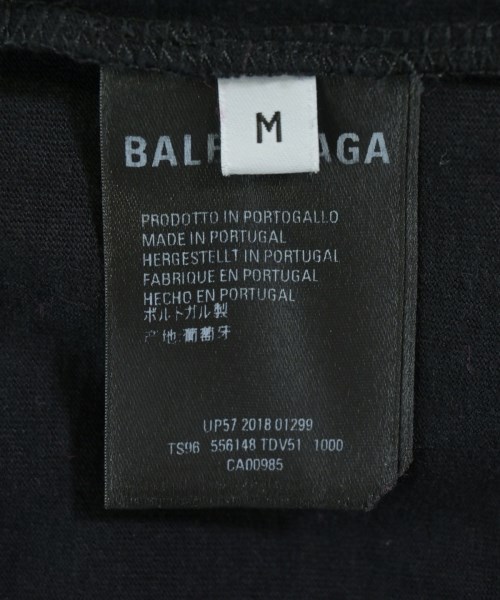 M
BALE AGA
PRODOTTO IN PORTOGALLO
MADE IN PORTUGAL
HERGESTELLT IN PORTUGAL
FABRIQUE EN PORTUGAL
HECHO EN PORTUGAL
ポルトガル製
产地:葡萄牙
UP57 2018 01299
TS96 556148 TDV51 1000
CA00985